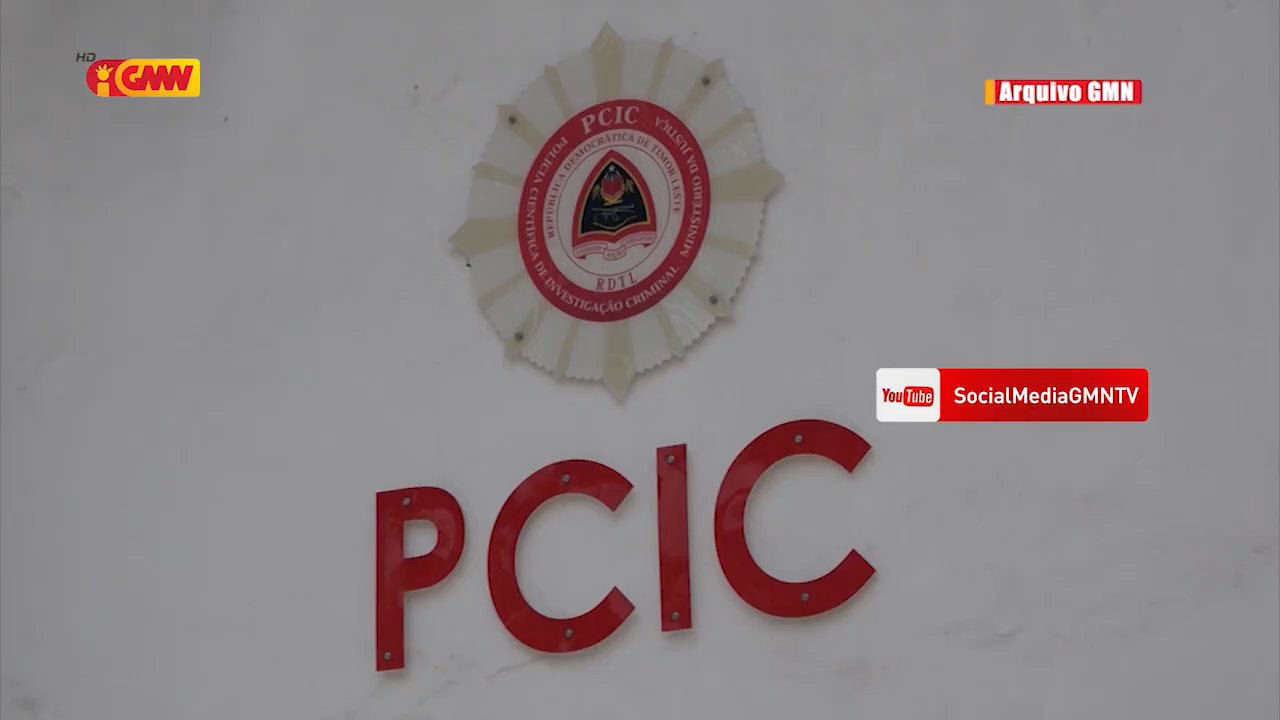 HD
GMN
Arquivo GMN
PCIC
POLÍCIA CIENTÍFICA DE INVESTIGAÇÃO CRIMINAL - MINISTÉRIO DA JUSTIÇA
REPÚBLICA DEMOCRÁTICA DE TIMOR LESTE
RDTL
YouTube SocialMediaGMNTV
PCIC